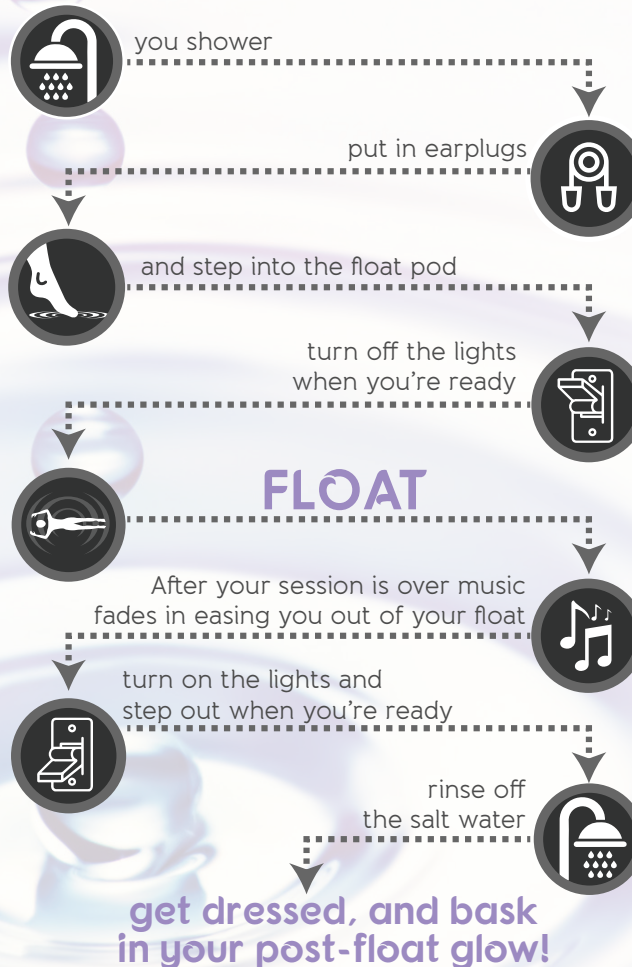 you shower
put in earplugs
and step into the float pod
turn off the lights
when you're ready
FLOAT
After your session is over music
fades in easing you out of your float
turn on the lights and
step out when you're ready
rinse off
the salt water
get dressed, and bask
in your post-float glow!